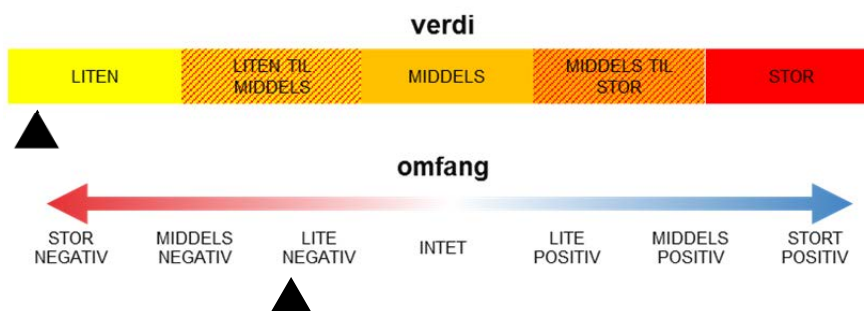 verdi
LITEN
LITEN TIL
MIDDELS
MIDDELS
MIDDELS TIL
STOR
STOR
omfang
STOR
NEGATIV
MIDDELS
NEGATIV
LITE
NEGATIV
INTET
LITE
POSITIV
MIDDELS
POSITIV
STORT
POSITIV